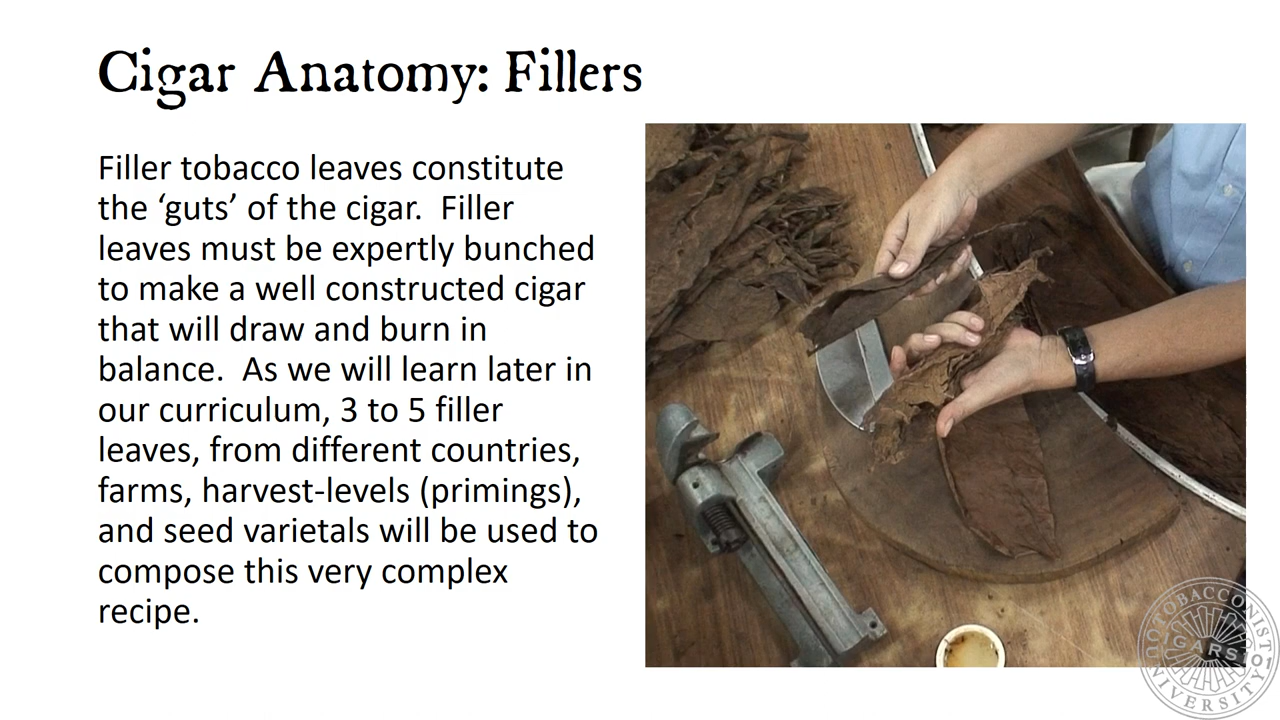 Cigar Anatomy: Fillers
Filler tobacco leaves constitute
the ‘guts’ of the cigar.  Filler
leaves must be expertly bunched
to make a well constructed cigar
that will draw and burn in
balance.  As we will learn later in
our curriculum, 3 to 5 filler
leaves, from different countries,
farms, harvest-levels (primings),
and seed varietals will be used to
compose this very complex
recipe.
TOBACCONIST
UNIVERSITY
CIGARS101